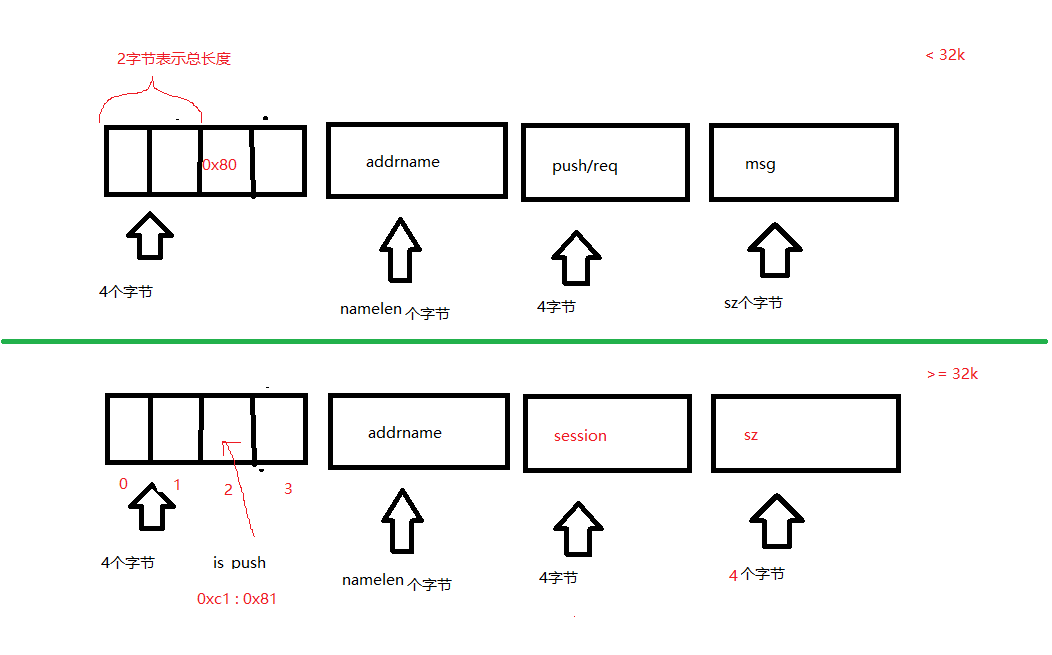 2字节表示总长度
< 32k
0x80
addrname
push/req
msg
4个字节
namelen 个字节
4字节
sz个字节
>= 32k
addrname
session
sz
0
1
2
3
4个字节
is push
namelen 个字节
4字节
4个字节
0xc1 : 0x81